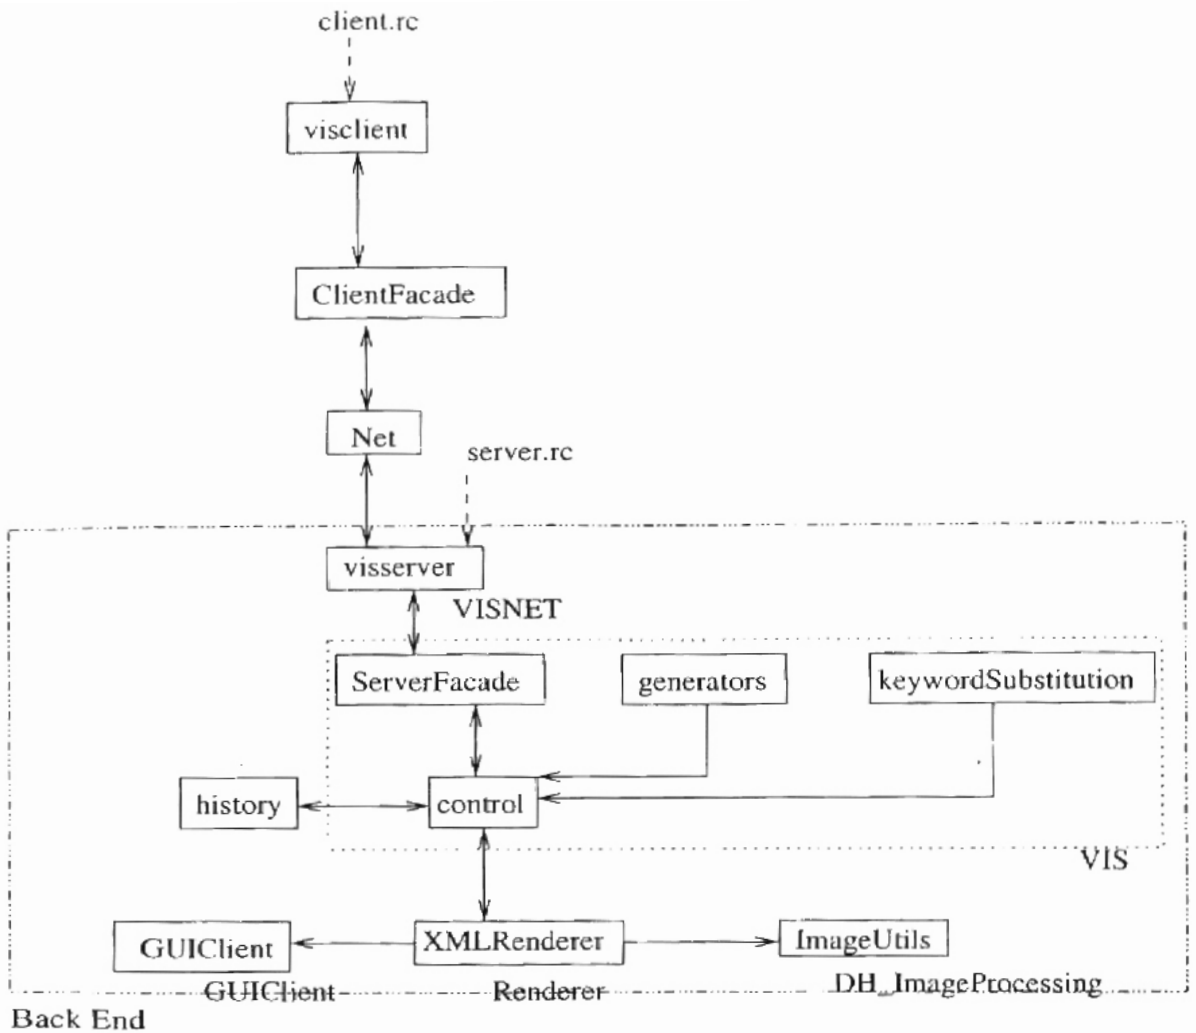 client.rc
visclient
ClientFacade
Net
server.rc
visserver
VISNET
ServerFacade
generators
keywordSubstitution
history
control
VIS
GUIClient
XMLRenderer
ImageUtils
GUIClient
Renderer
DH_ImageProcessing
Back End